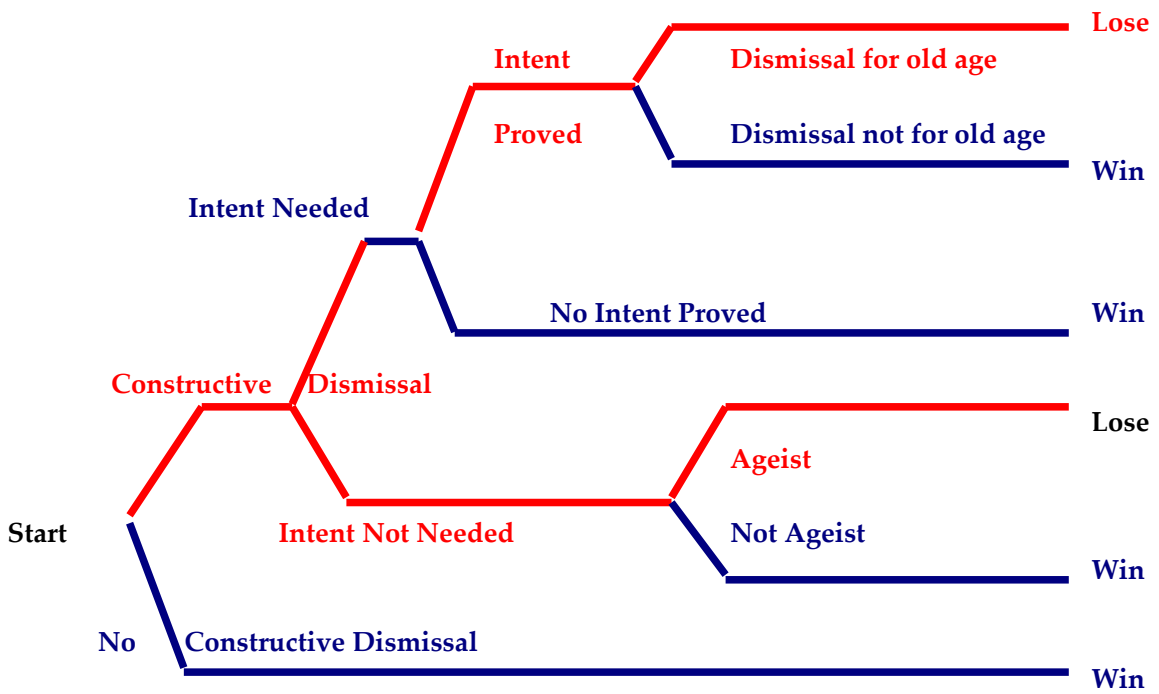 Lose
Intent Dismissal for old age
Proved Dismissal not for old age
Win
Intent Needed
No Intent Proved Win
Constructive Dismissal
Lose
Ageist
Start Intent Not Needed Not Ageist
Win
No Constructive Dismissal
Win